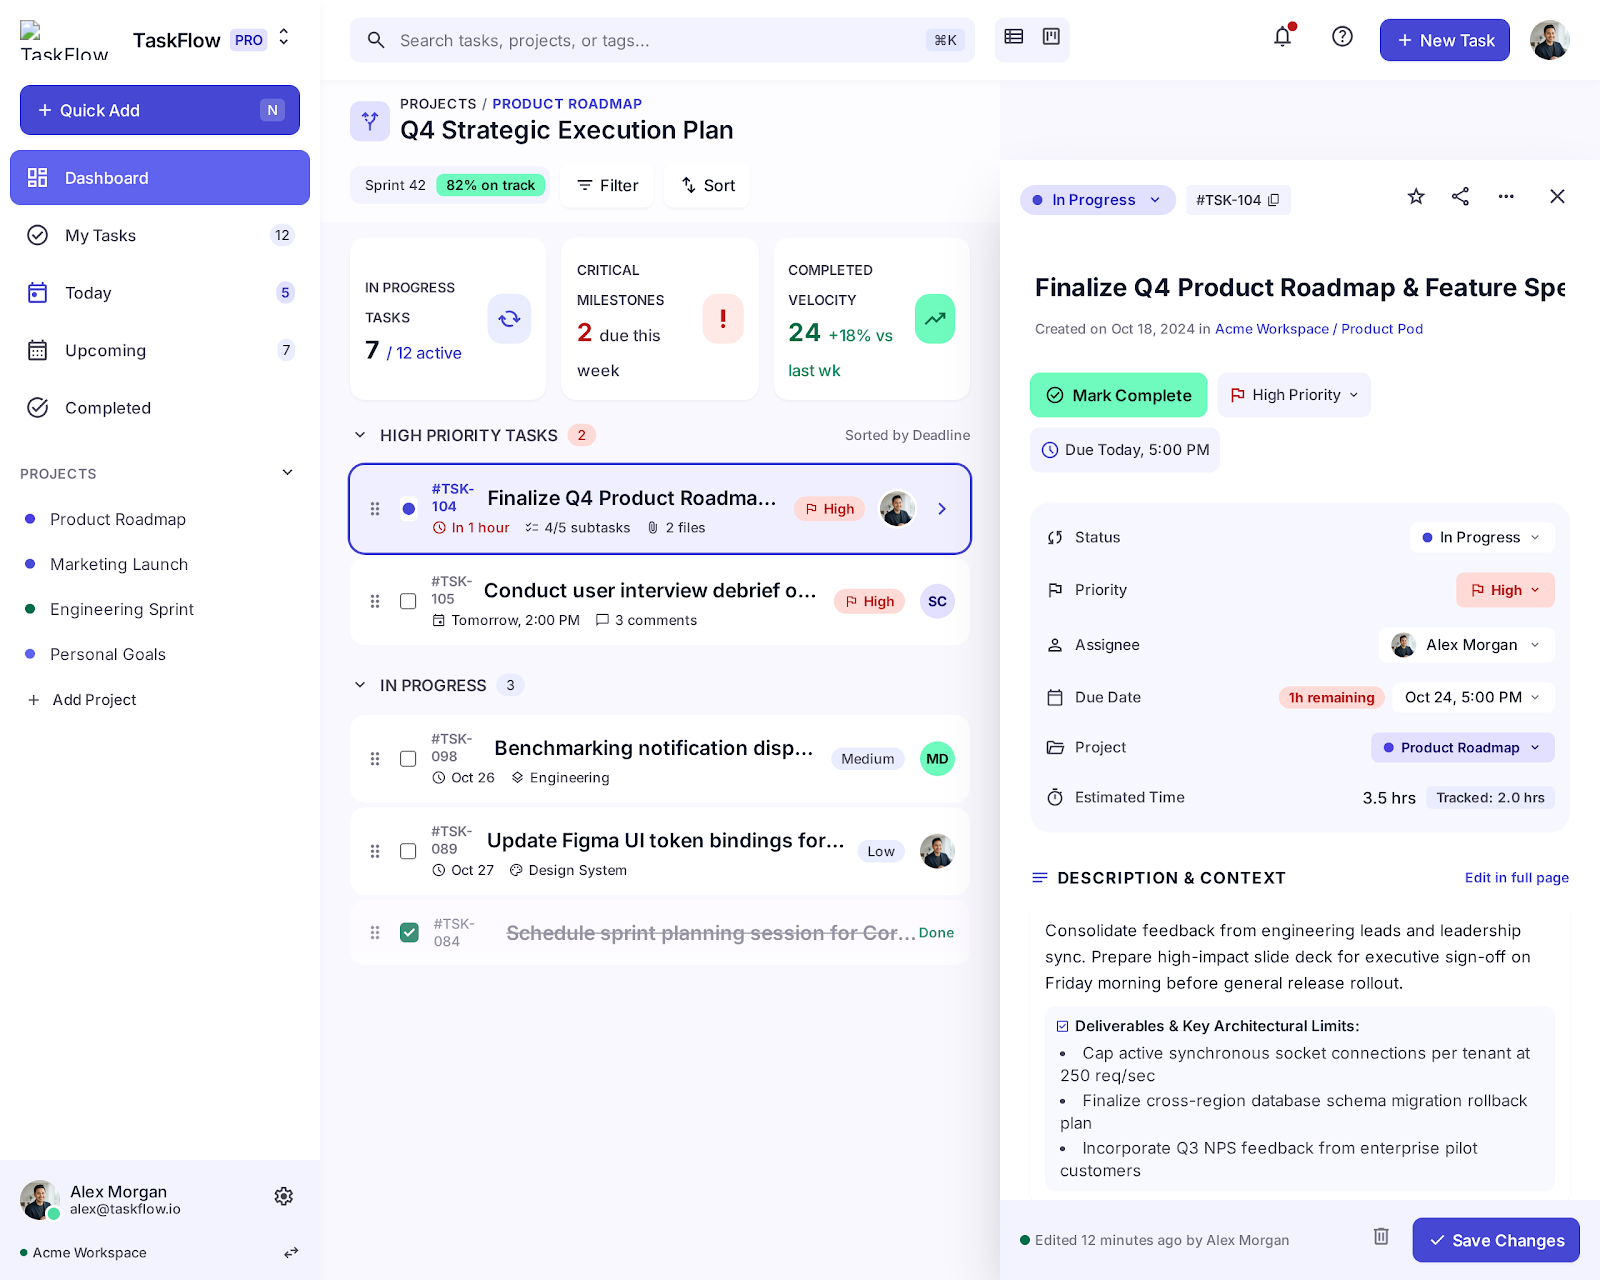 TaskFlow
TaskFlow PRO
Quick Add N
Dashboard
My Tasks 12
Today 5
Upcoming 7
Completed
PROJECTS
Product Roadmap
Marketing Launch
Engineering Sprint
Personal Goals
Add Project
Alex Morgan
alex@taskflow.io
Acme Workspace
Search tasks, projects, or tags... ⌘K
New Task
PROJECTS / PRODUCT ROADMAP
Q4 Strategic Execution Plan
Sprint 42 82% on track Filter Sort
IN PROGRESS
TASKS
7 / 12 active
CRITICAL
MILESTONES
2 due this
week
!
COMPLETED
VELOCITY
24 +18% vs
last wk
HIGH PRIORITY TASKS 2 Sorted by Deadline
#TSK-
104
Finalize Q4 Product Roadma... High
In 1 hour 4/5 subtasks 2 files
#TSK-
105
Conduct user interview debrief o... High SC
Tomorrow, 2:00 PM 3 comments
IN PROGRESS 3
#TSK-
098
Benchmarking notification disp... Medium MD
Oct 26 Engineering
#TSK-
089
Update Figma UI token bindings for... Low
Oct 27 Design System
#TSK-
084
Schedule sprint planning session for Cor... Done
In Progress #TSK-104
Finalize Q4 Product Roadmap & Feature Spe
Created on Oct 18, 2024 in Acme Workspace / Product Pod
Mark Complete High Priority
Due Today, 5:00 PM
Status In Progress
Priority High
Assignee Alex Morgan
Due Date 1h remaining Oct 24, 5:00 PM
Project Product Roadmap
Estimated Time 3.5 hrs Tracked: 2.0 hrs
DESCRIPTION & CONTEXT Edit in full page
Consolidate feedback from engineering leads and leadership
sync. Prepare high-impact slide deck for executive sign-off on
Friday morning before general release rollout.
Deliverables & Key Architectural Limits:
• Cap active synchronous socket connections per tenant at
250 req/sec
• Finalize cross-region database schema migration rollback
plan
• Incorporate Q3 NPS feedback from enterprise pilot
customers
Edited 12 minutes ago by Alex Morgan Save Changes